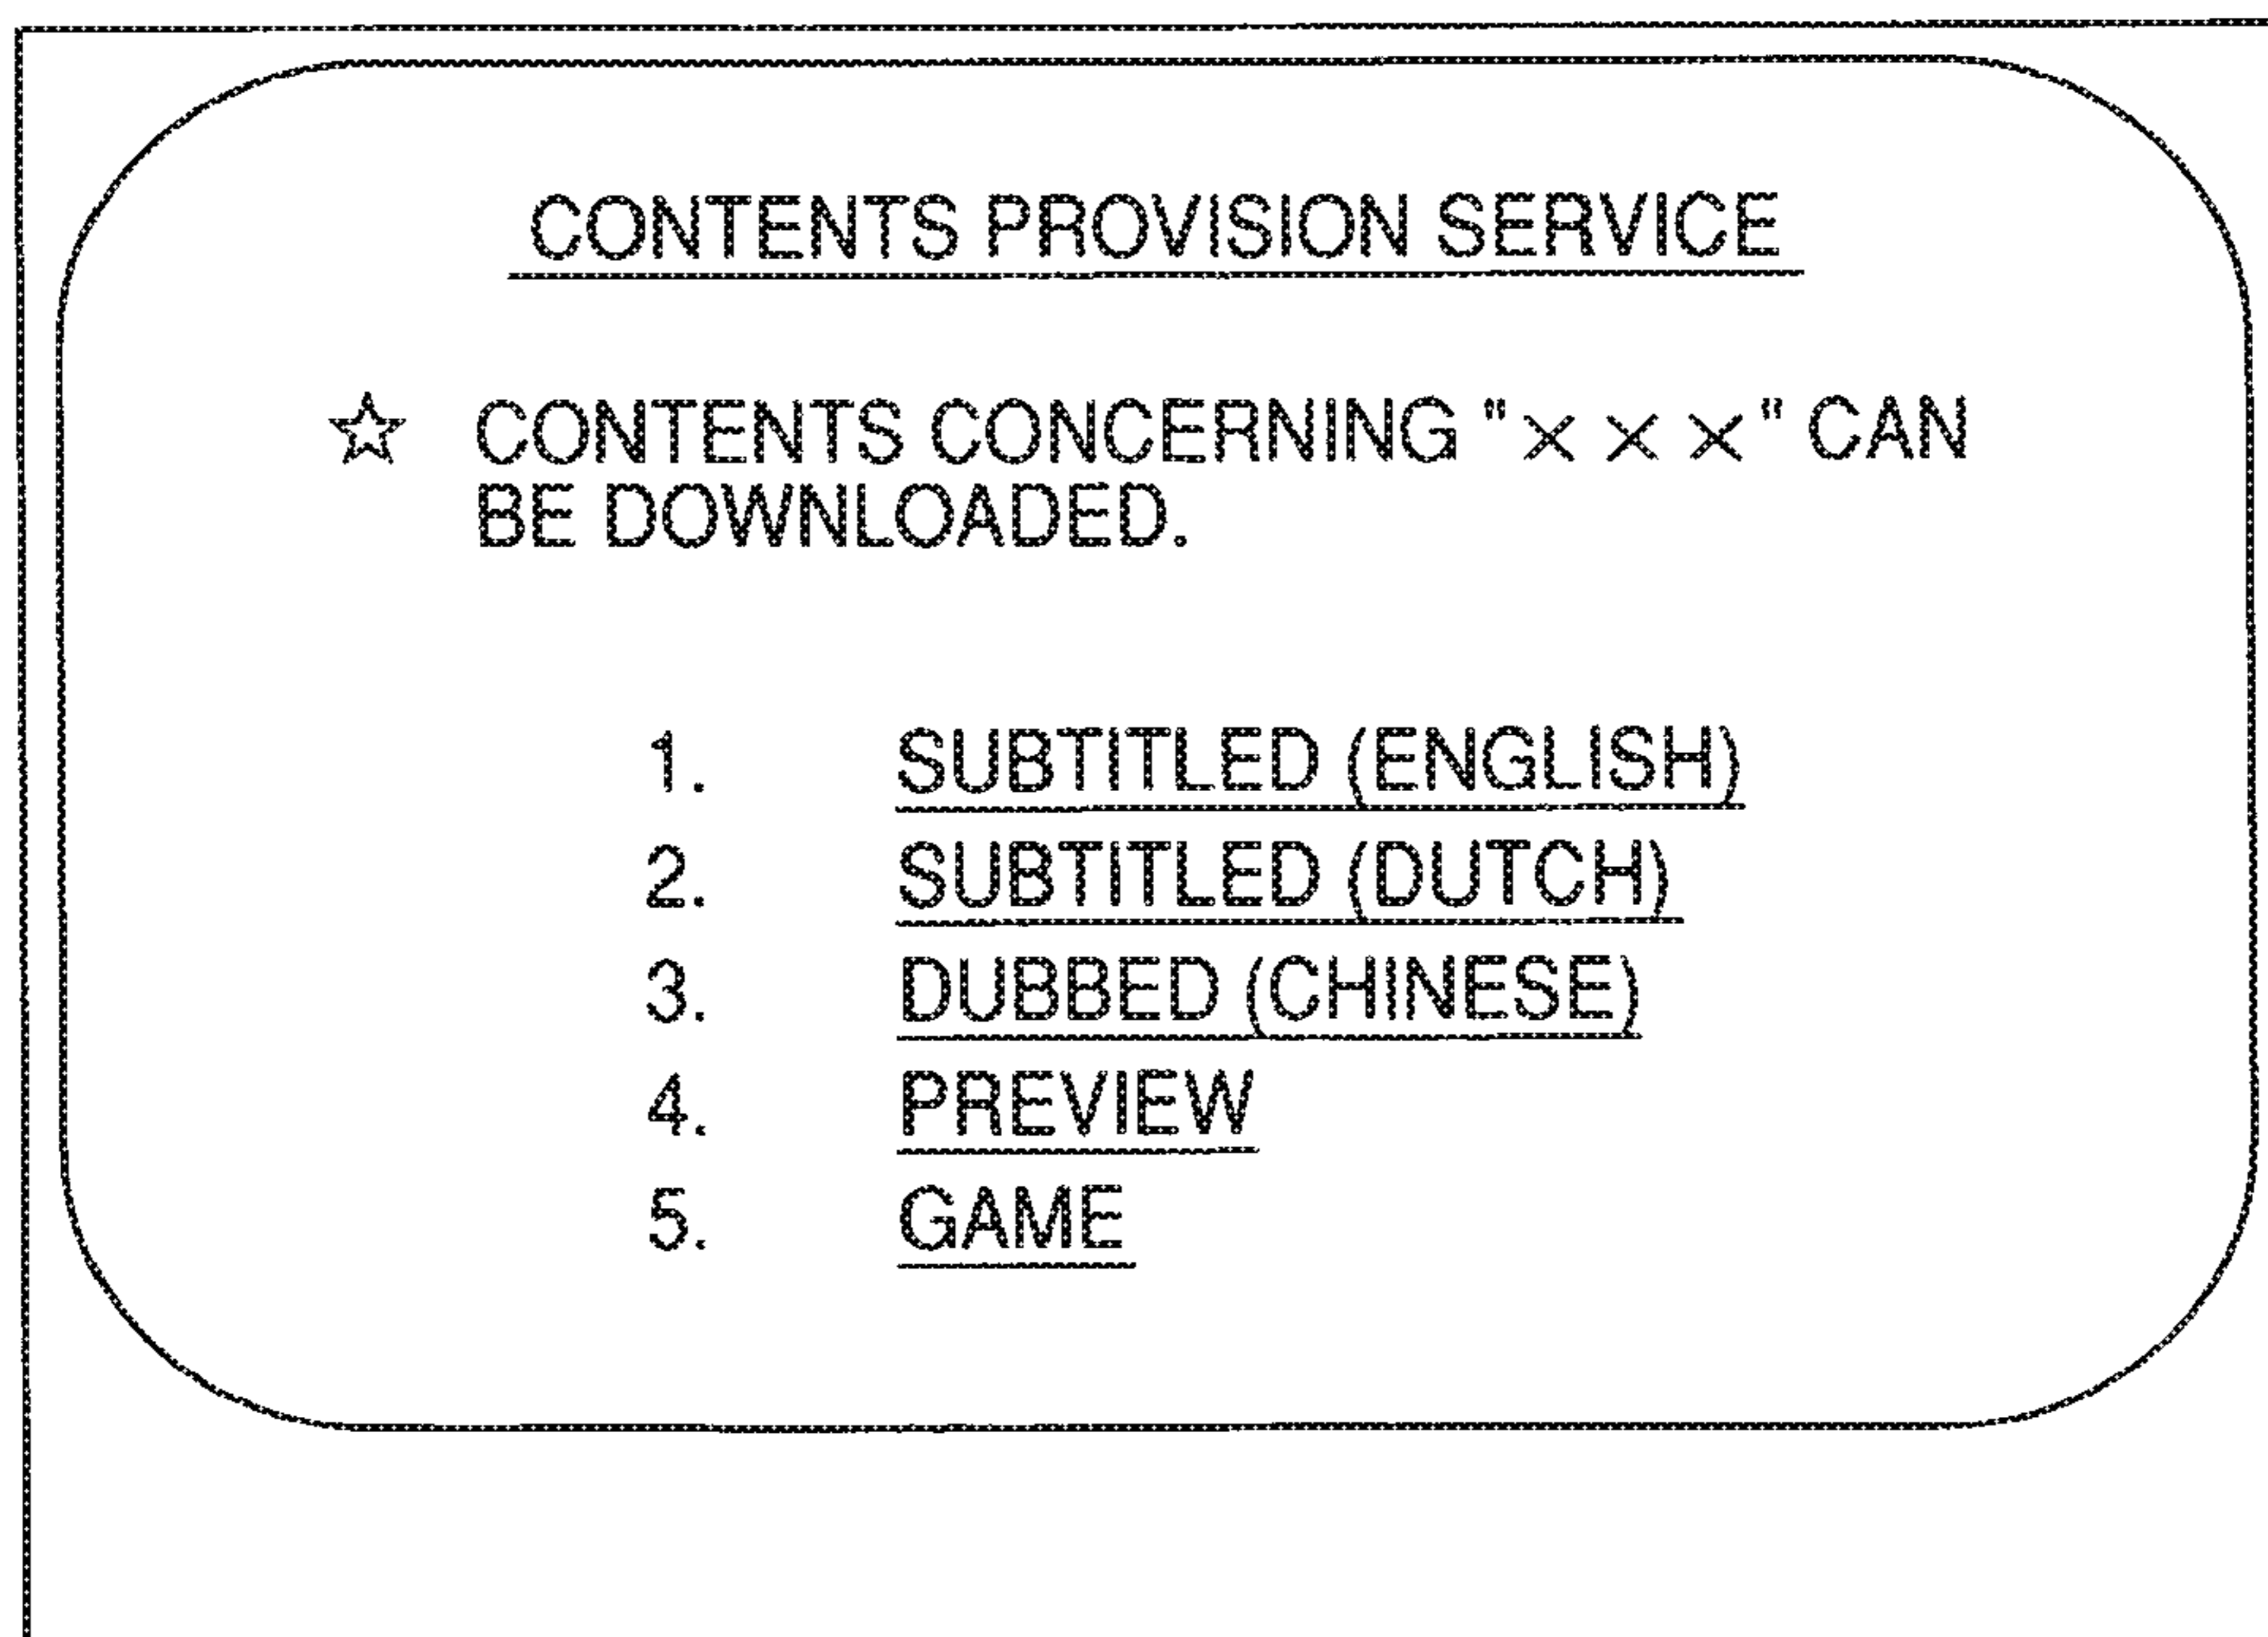 CONTENTS PROVISION SERVICE
☆ CONTENTS CONCERNING "×××" CAN
BE DOWNLOADED.
1. SUBTITLED (ENGLISH)
2. SUBTITLED (DUTCH)
3. DUBBED (CHINESE)
4. PREVIEW
5. GAME